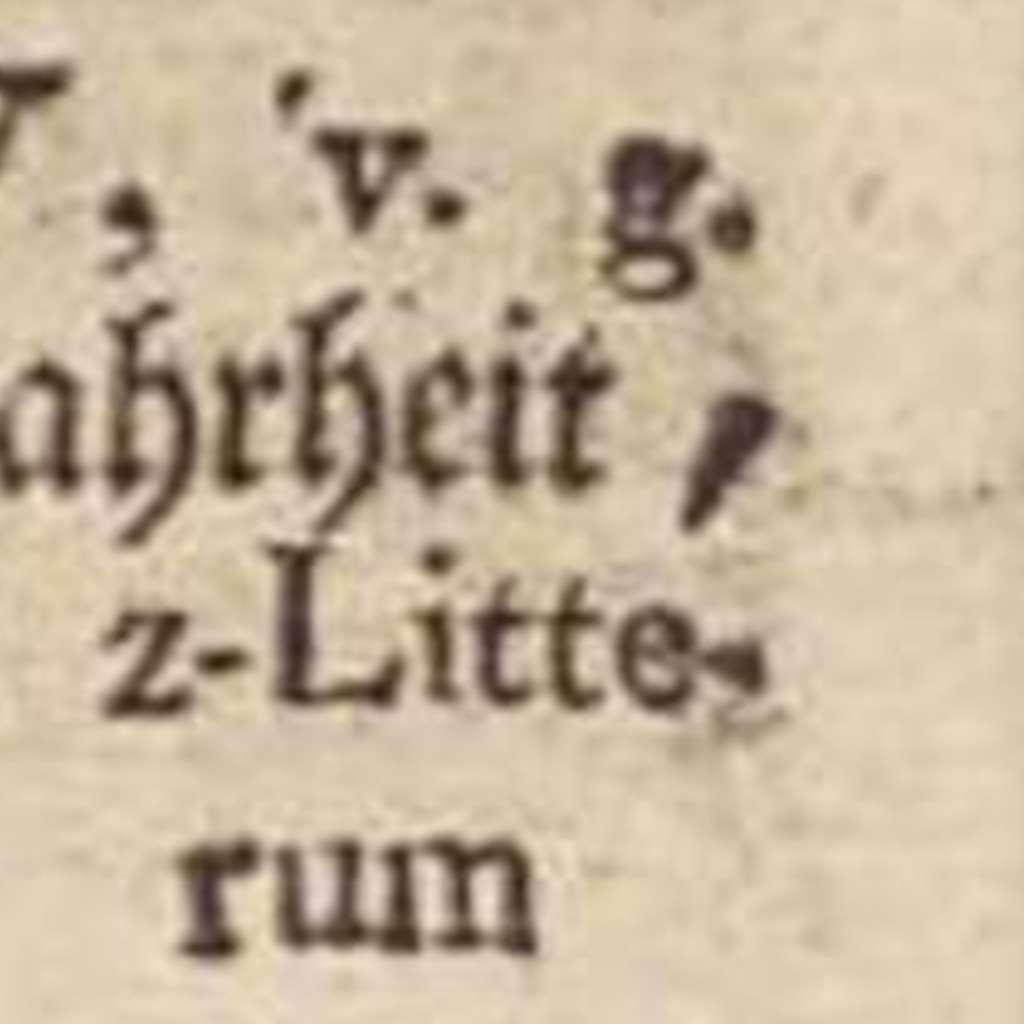 , v. g.
ahrheit,
z-Litte-
rum